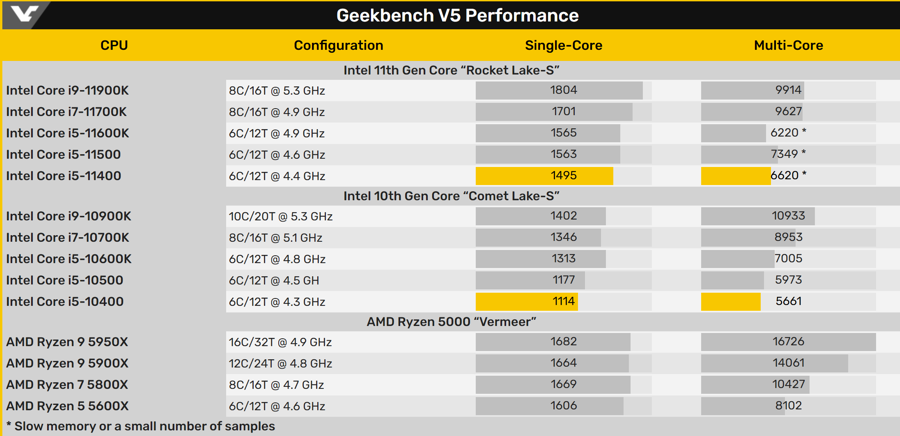 Geekbench V5 Performance
CPU Configuration Single-Core Multi-Core
Intel 11th Gen Core “Rocket Lake-S”
Intel Core i9-11900K 8C/16T @ 5.3 GHz 1804 9914
Intel Core i7-11700K 8C/16T @ 4.9 GHz 1701 9627
Intel Core i5-11600K 6C/12T @ 4.9 GHz 1565 6220 *
Intel Core i5-11500 6C/12T @ 4.6 GHz 1563 7349 *
Intel Core i5-11400 6C/12T @ 4.4 GHz 1495 6620 *
Intel 10th Gen Core “Comet Lake-S”
Intel Core i9-10900K 10C/20T @ 5.3 GHz 1402 10933
Intel Core i7-10700K 8C/16T @ 5.1 GHz 1346 8953
Intel Core i5-10600K 6C/12T @ 4.8 GHz 1313 7005
Intel Core i5-10500 6C/12T @ 4.5 GH 1177 5973
Intel Core i5-10400 6C/12T @ 4.3 GHz 1114 5661
AMD Ryzen 5000 “Vermeer”
AMD Ryzen 9 5950X 16C/32T @ 4.9 GHz 1682 16726
AMD Ryzen 9 5900X 12C/24T @ 4.8 GHz 1664 14061
AMD Ryzen 7 5800X 8C/16T @ 4.7 GHz 1669 10427
AMD Ryzen 5 5600X 6C/12T @ 4.6 GHz 1606 8102
* Slow memory or a small number of samples